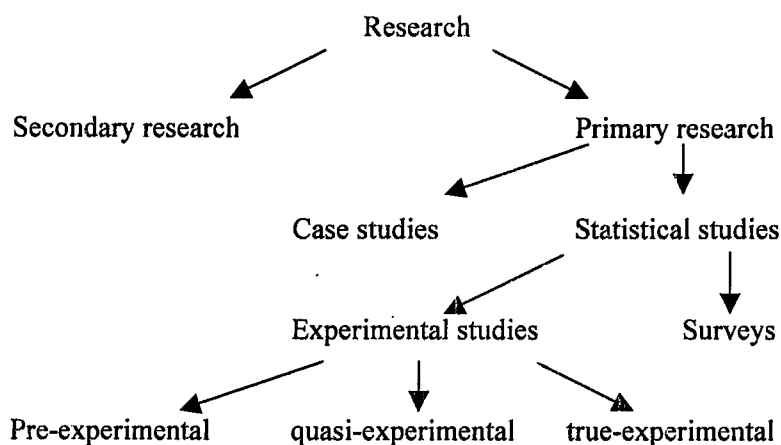 Research
Secondary research Primary research
Case studies Statistical studies
Experimental studies Surveys
Pre-experimental quasi-experimental true-experimental